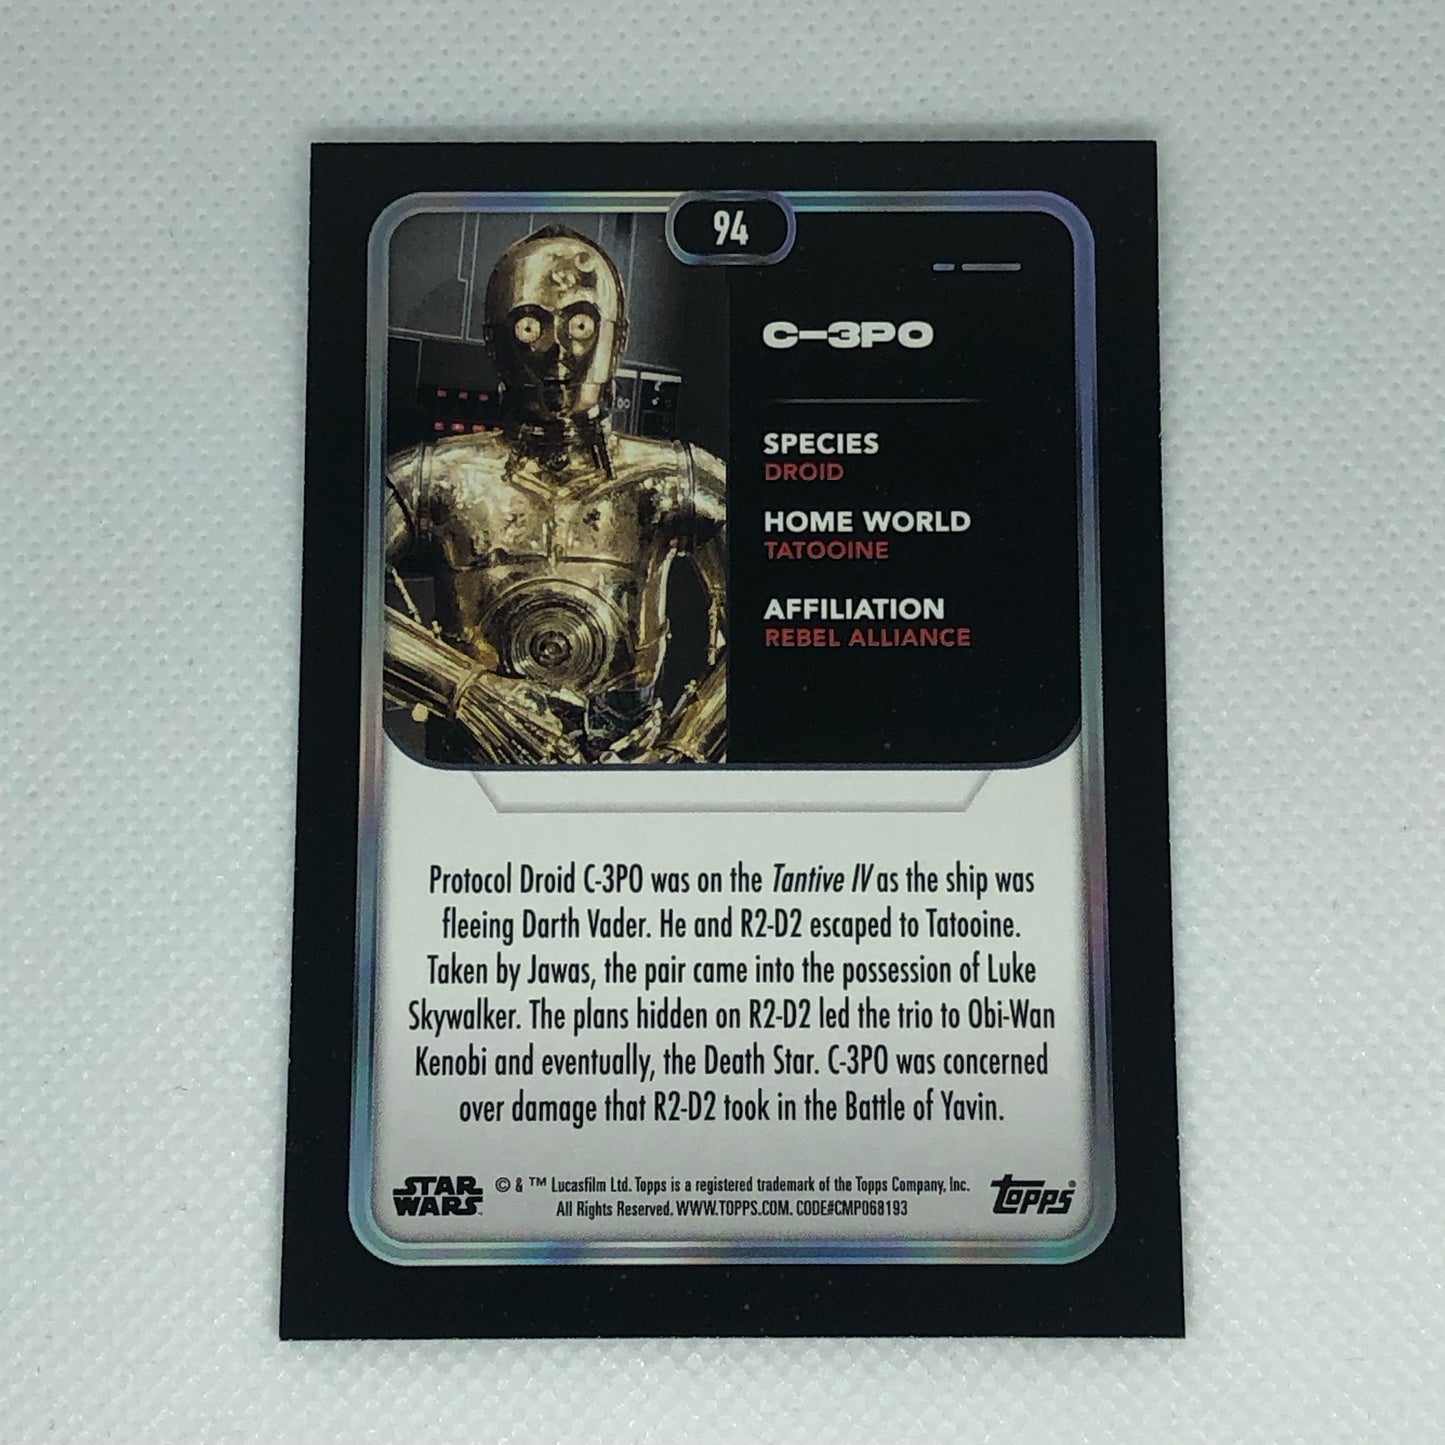 94
C-3PO
SPECIES
DROID
HOME WORLD
TATOOINE
AFFILIATION
REBEL ALLIANCE
Protocol Droid C-3PO was on the Tantive IV as the ship was
fleeing Darth Vader. He and R2-D2 escaped to Tatooine.
Taken by Jawas, the pair came into the possession of Luke
Skywalker. The plans hidden on R2-D2 led the trio to Obi-Wan
Kenobi and eventually, the Death Star. C-3PO was concerned
over damage that R2-D2 took in the Battle of Yavin.
STAR
WARS
© & ™ Lucasfilm Ltd. Topps is a registered trademark of the Topps Company, Inc.
All Rights Reserved. WWW.TOPPS.COM. CODE#CMP068193
topps®